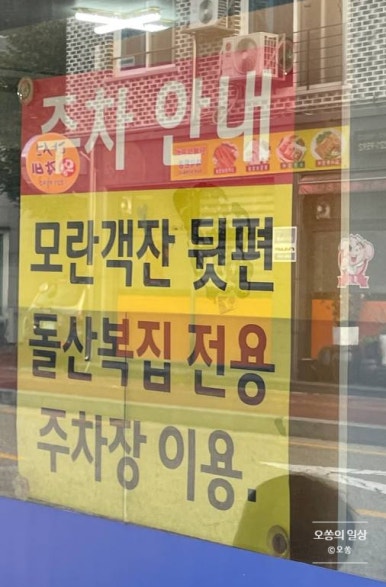 주차 안내
모란객잔 뒷편
돌산복집 전용
주차장 이용.
오쏭의 일상
©오쏭